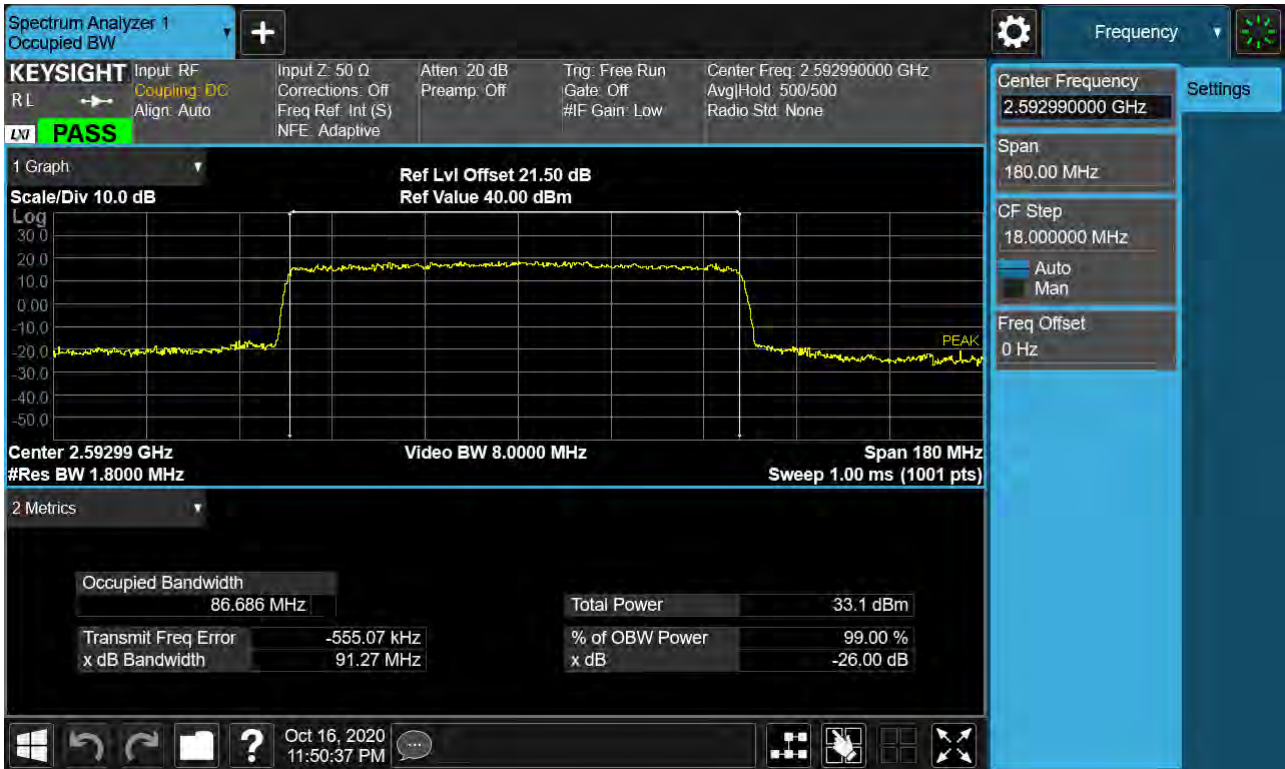 Spectrum Analyzer 1
Occupied BW
+
Frequency
KEYSIGHT
R L
LXI PASS
Input: RF
Coupling: DC
Align: Auto
Input Z: 50 Ω
Corrections: Off
Freq Ref: Int (S)
NFE: Adaptive
Atten: 20 dB
Preamp: Off
Trig: Free Run
Gate: Off
#IF Gain: Low
Center Freq: 2.592990000 GHz
Avg|Hold: 500/500
Radio Std: None
Center Frequency
2.592990000 GHz
Settings
Span
180.00 MHz
CF Step
18.000000 MHz
Auto
Man
Freq Offset
0 Hz
1 Graph
Ref Lvl Offset 21.50 dB
Scale/Div 10.0 dB
Ref Value 40.00 dBm
Log
30.0
20.0
10.0
0.00
-10.0
-20.0
-30.0
-40.0
-50.0
PEAK
Center 2.59299 GHz
Video BW 8.0000 MHz
Span 180 MHz
#Res BW 1.8000 MHz
Sweep 1.00 ms (1001 pts)
2 Metrics
Occupied Bandwidth
86.686 MHz
Total Power 33.1 dBm
Transmit Freq Error -555.07 kHz
% of OBW Power 99.00 %
x dB Bandwidth 91.27 MHz
x dB -26.00 dB
?
Oct 16, 2020
11:50:37 PM